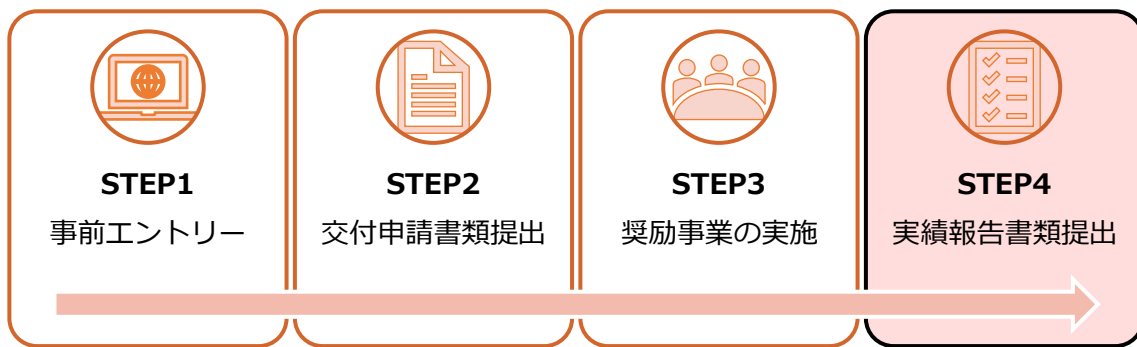 STEP1
事前エントリー
STEP2
交付申請書類提出
STEP3
奨励事業の実施
STEP4
実績報告書類提出